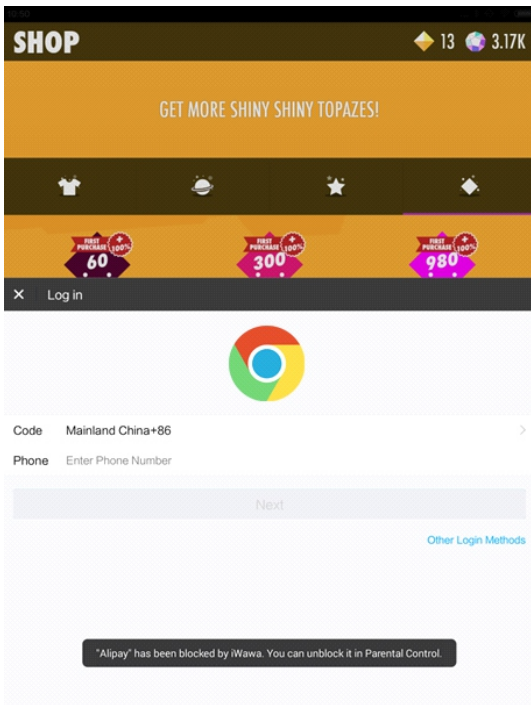 10:50
SHOP
13
3.17K
GET MORE SHINY SHINY TOPAZES!
FIRST PURCHASE +100%
60
FIRST PURCHASE +100%
300
FIRST PURCHASE +100%
980
× Log in
Code Mainland China+86
Phone Enter Phone Number
Next
Other Login Methods
"Alipay" has been blocked by iWawa. You can unblock it in Parental Control.